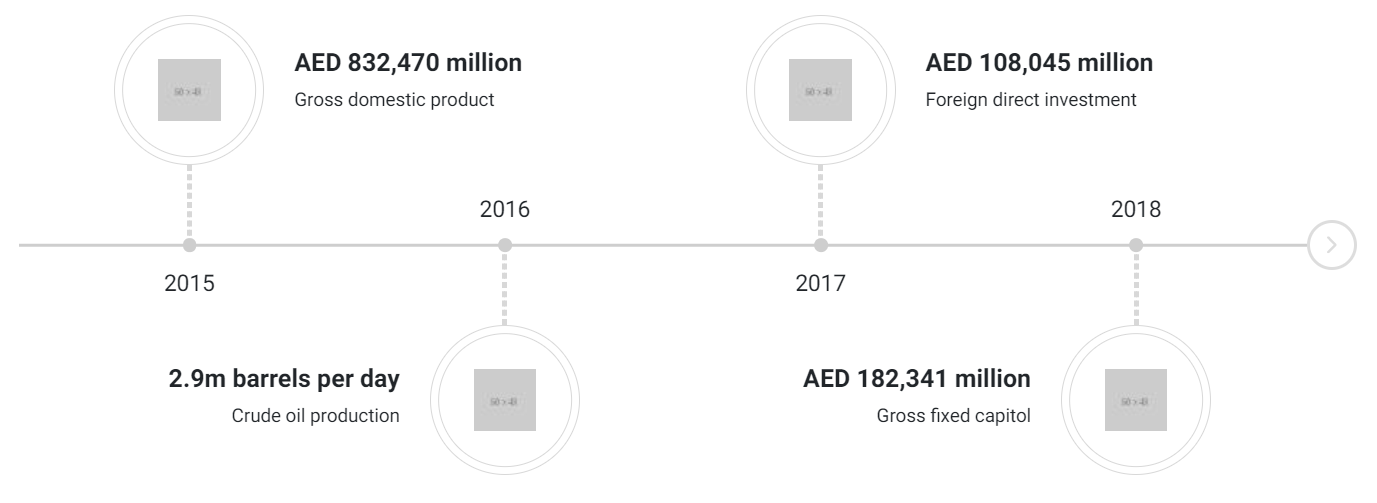 AED 832,470 million
Gross domestic product
2015
2016
2.9m barrels per day
Crude oil production
AED 108,045 million
Foreign direct investment
2017
2018
AED 182,341 million
Gross fixed capitol